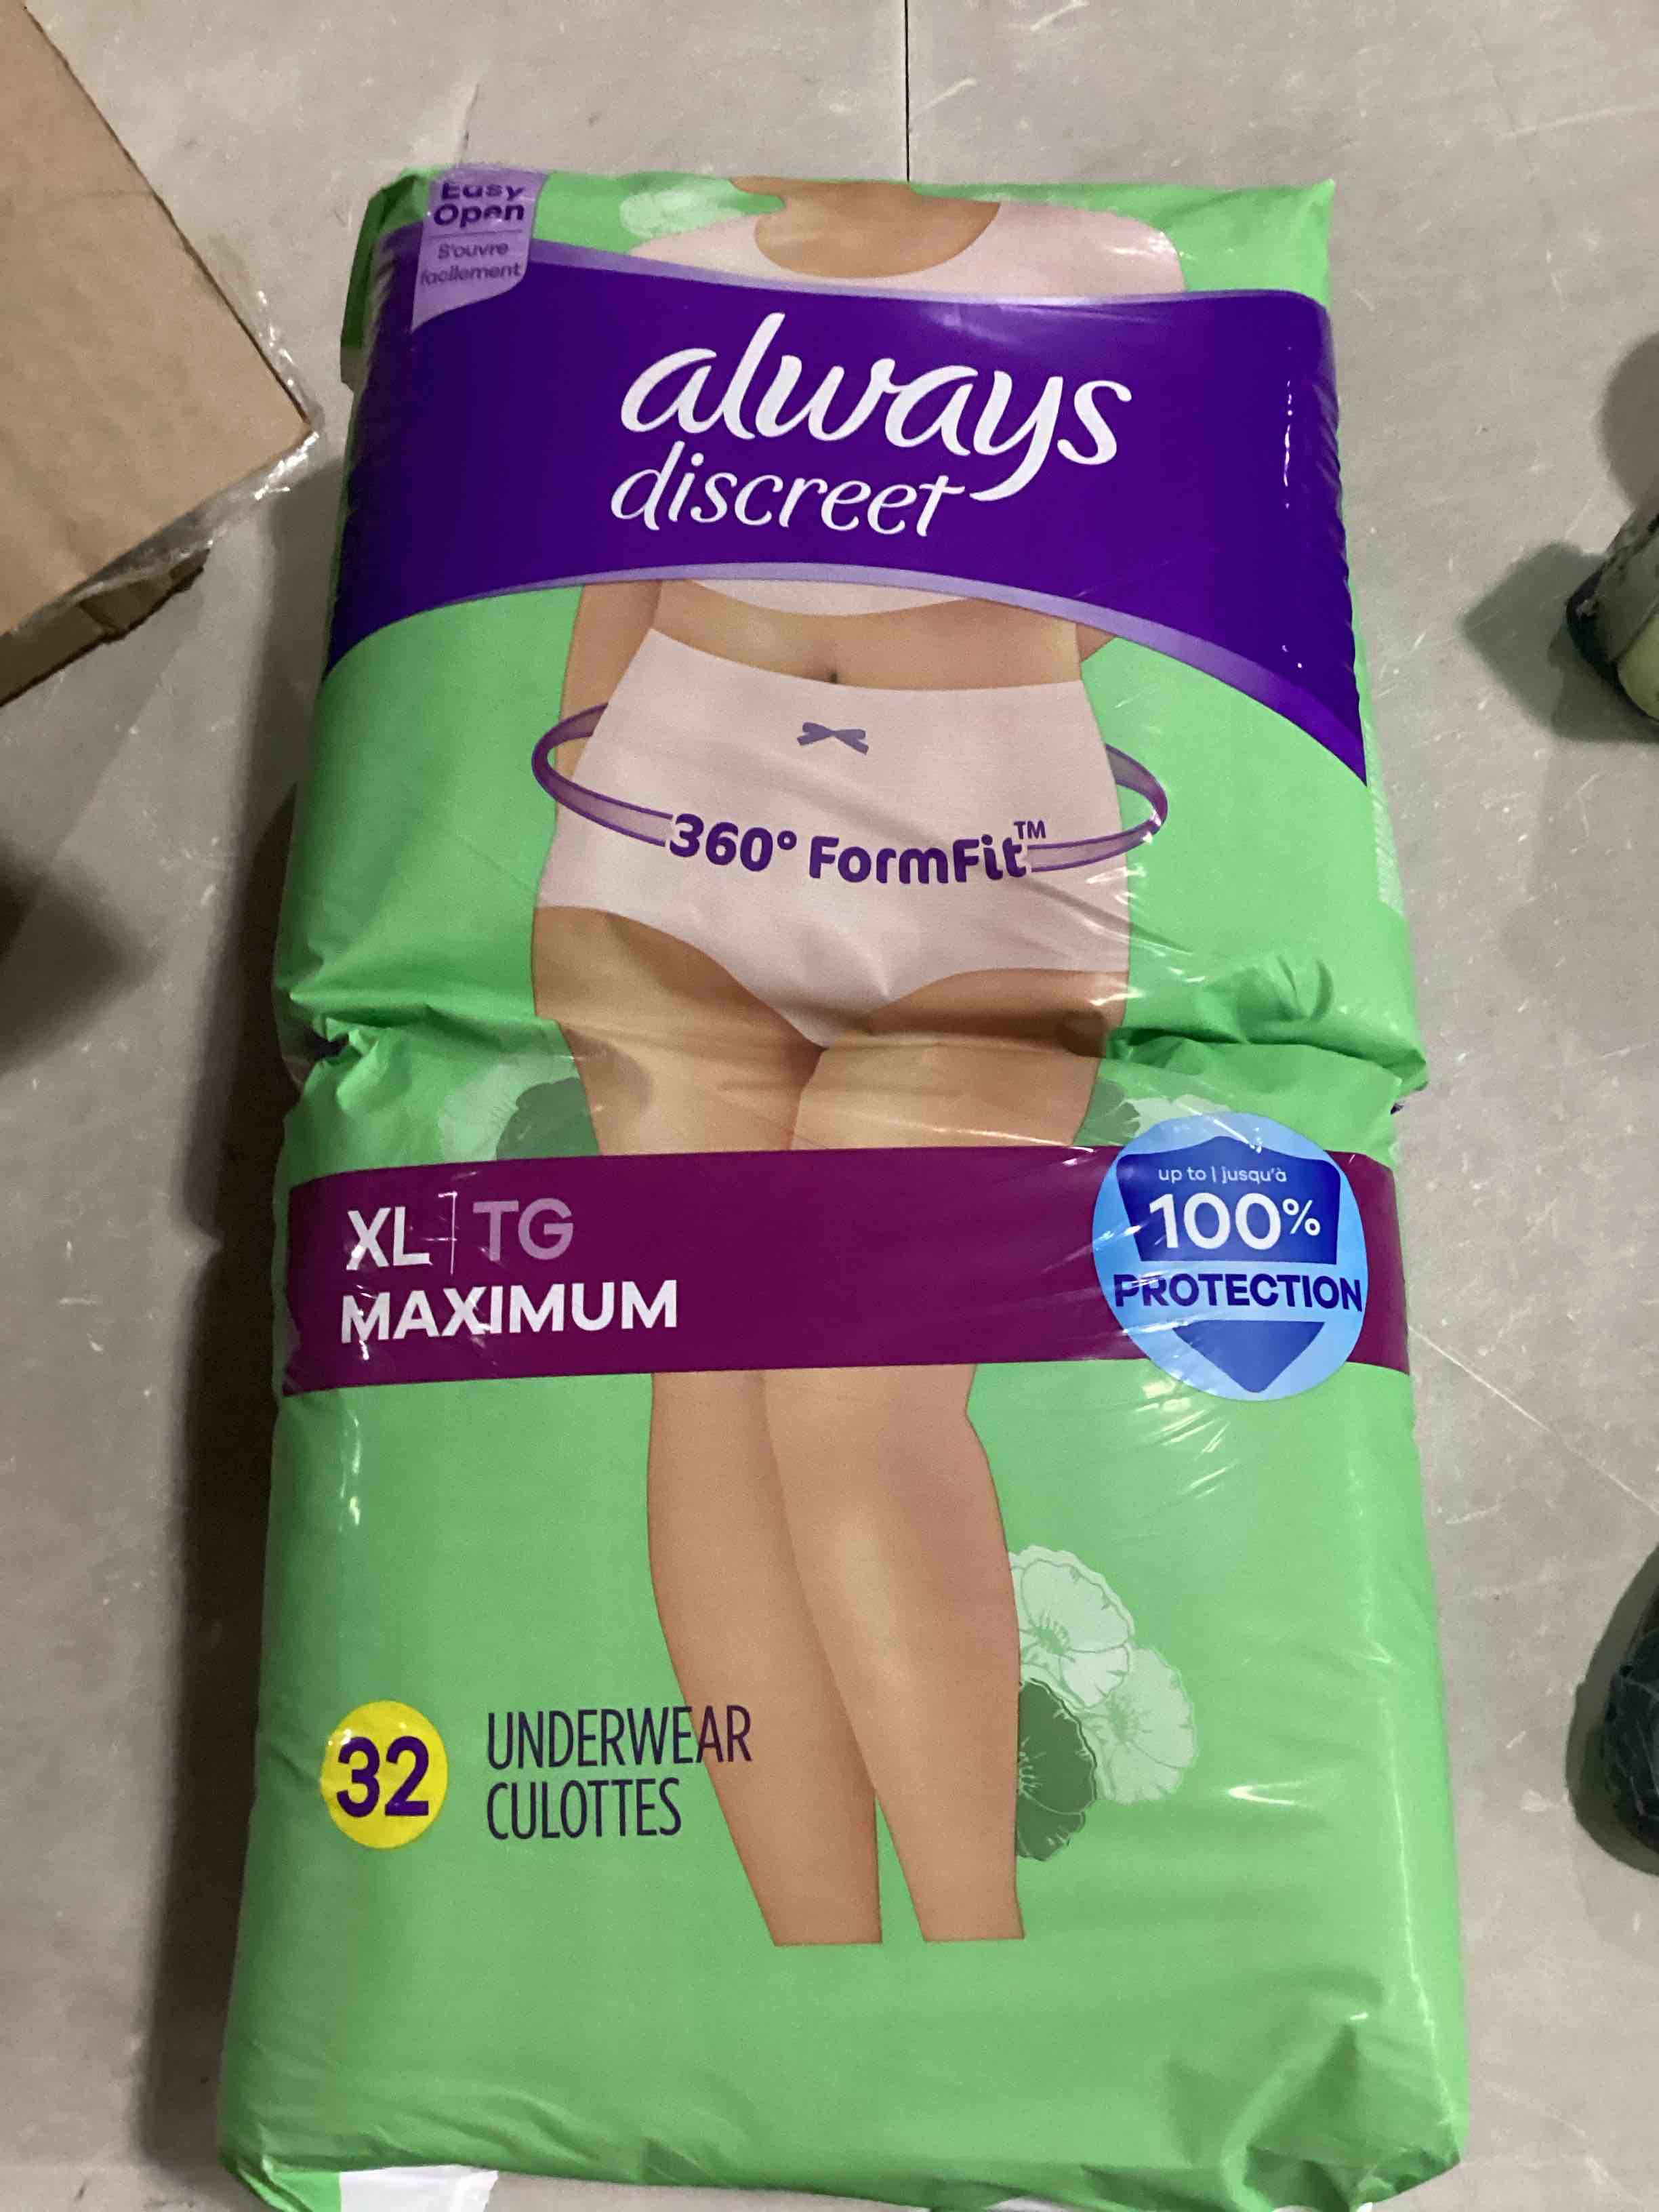 Easy
Open
S'ouvre
facilement
always
discreet
360° FormFit™
XL | TG
MAXIMUM
up to | jusqu'à
100%
PROTECTION
32
UNDERWEAR
CULOTTES